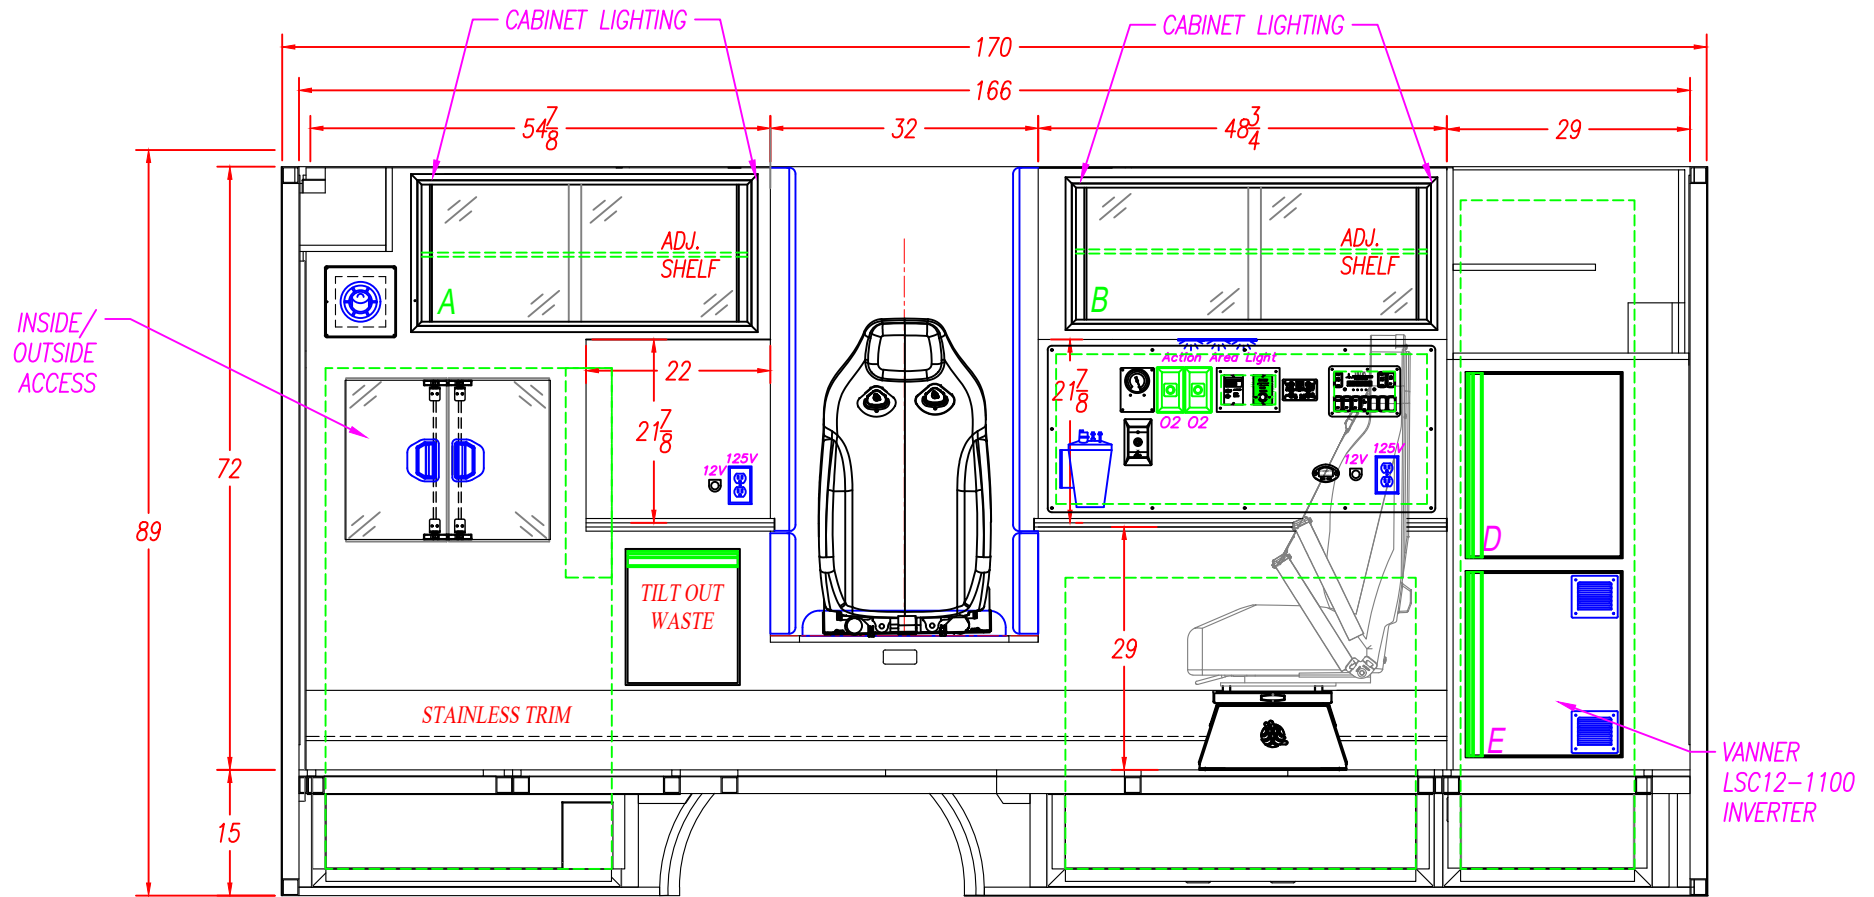 CABINET LIGHTING
CABINET LIGHTING
170
166
54 7/8
32
48 3/4
29
ADJ.
SHELF
A
ADJ.
SHELF
B
INSIDE/
OUTSIDE
ACCESS
Action Area Light
22
21 7/8
21 7/8
O2 O2
72
12V
125V
12V
125V
89
D
TILT OUT
WASTE
29
STAINLESS TRIM
E
VANNER
LSC12-1100
INVERTER
15